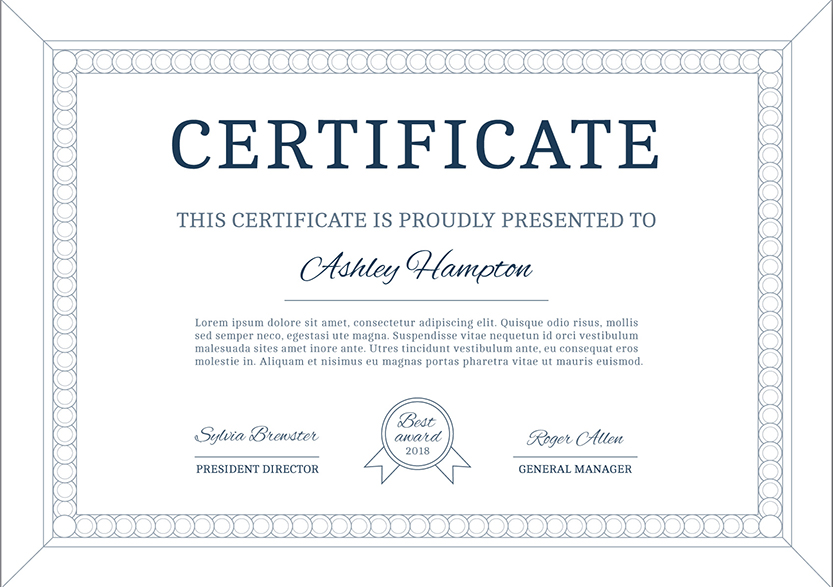 CERTIFICATE
THIS CERTIFICATE IS PROUDLY PRESENTED TO
Ashley Hampton
Lorem ipsum dolore sit amet, consectetur adipiscing elit. Quisque odio risus, mollis
sed semper neco, egestasi ute magna. Suspendisse vitae nequetun id orci vestibulum
malesuada sites amet inore ante. Utres tincidunt vestibulum ante, eu consequat eros
molestie in. Aliquam et nisimus eu magnas portas pharetra vitae ut mauris euismod.
Sylvia Brewster
PRESIDENT DIRECTOR
Best
award
2018
Roger Allen
GENERAL MANAGER